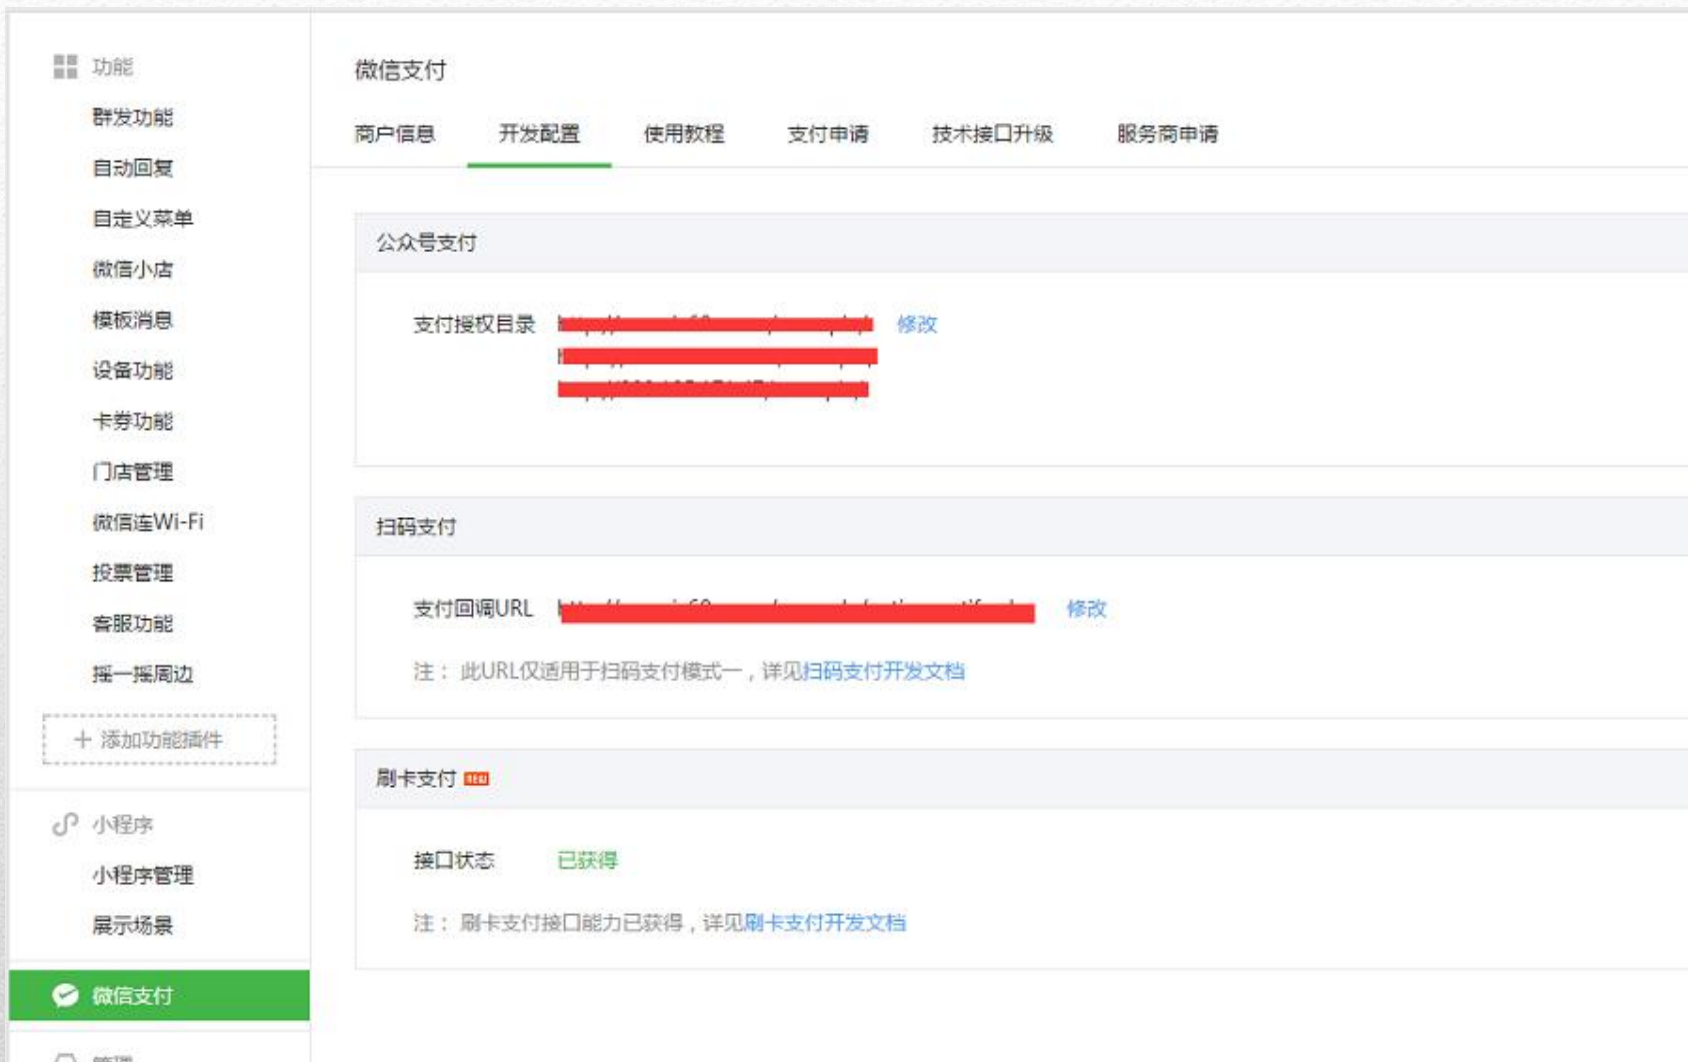 功能
群发功能
自动回复
自定义菜单
微信小店
模板消息
设备功能
卡券功能
门店管理
微信连Wi-Fi
投票管理
客服功能
摇一摇周边
添加功能插件
小程序
小程序管理
展示场景
微信支付
管理
微信支付
商户信息 开发配置 使用教程 支付申请 技术接口升级 服务商申请
公众号支付
支付授权目录 修改
扫码支付
支付回调URL 修改
注：此URL仅适用于扫码支付模式一，详见扫码支付开发文档
刷卡支付 NEW
接口状态 已获得
注：刷卡支付接口能力已获得，详见刷卡支付开发文档